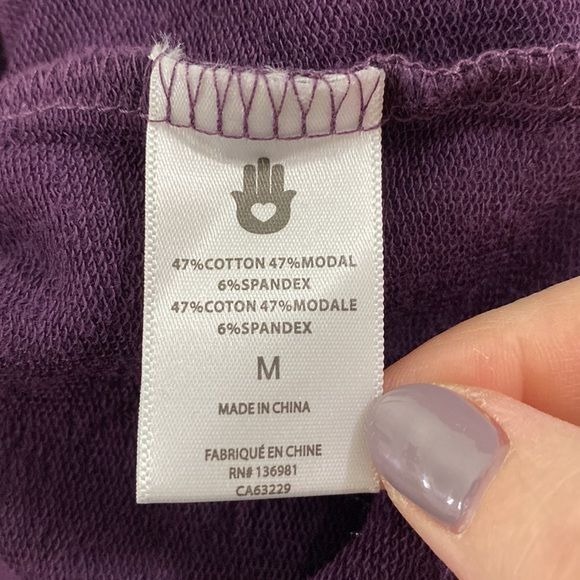 47%COTTON 47%MODAL
6%SPANDEX
47%COTON 47%MODALE
6%SPANDEX
M
MADE IN CHINA
FABRIQUÉ EN CHINE
RN# 136981
CA63229